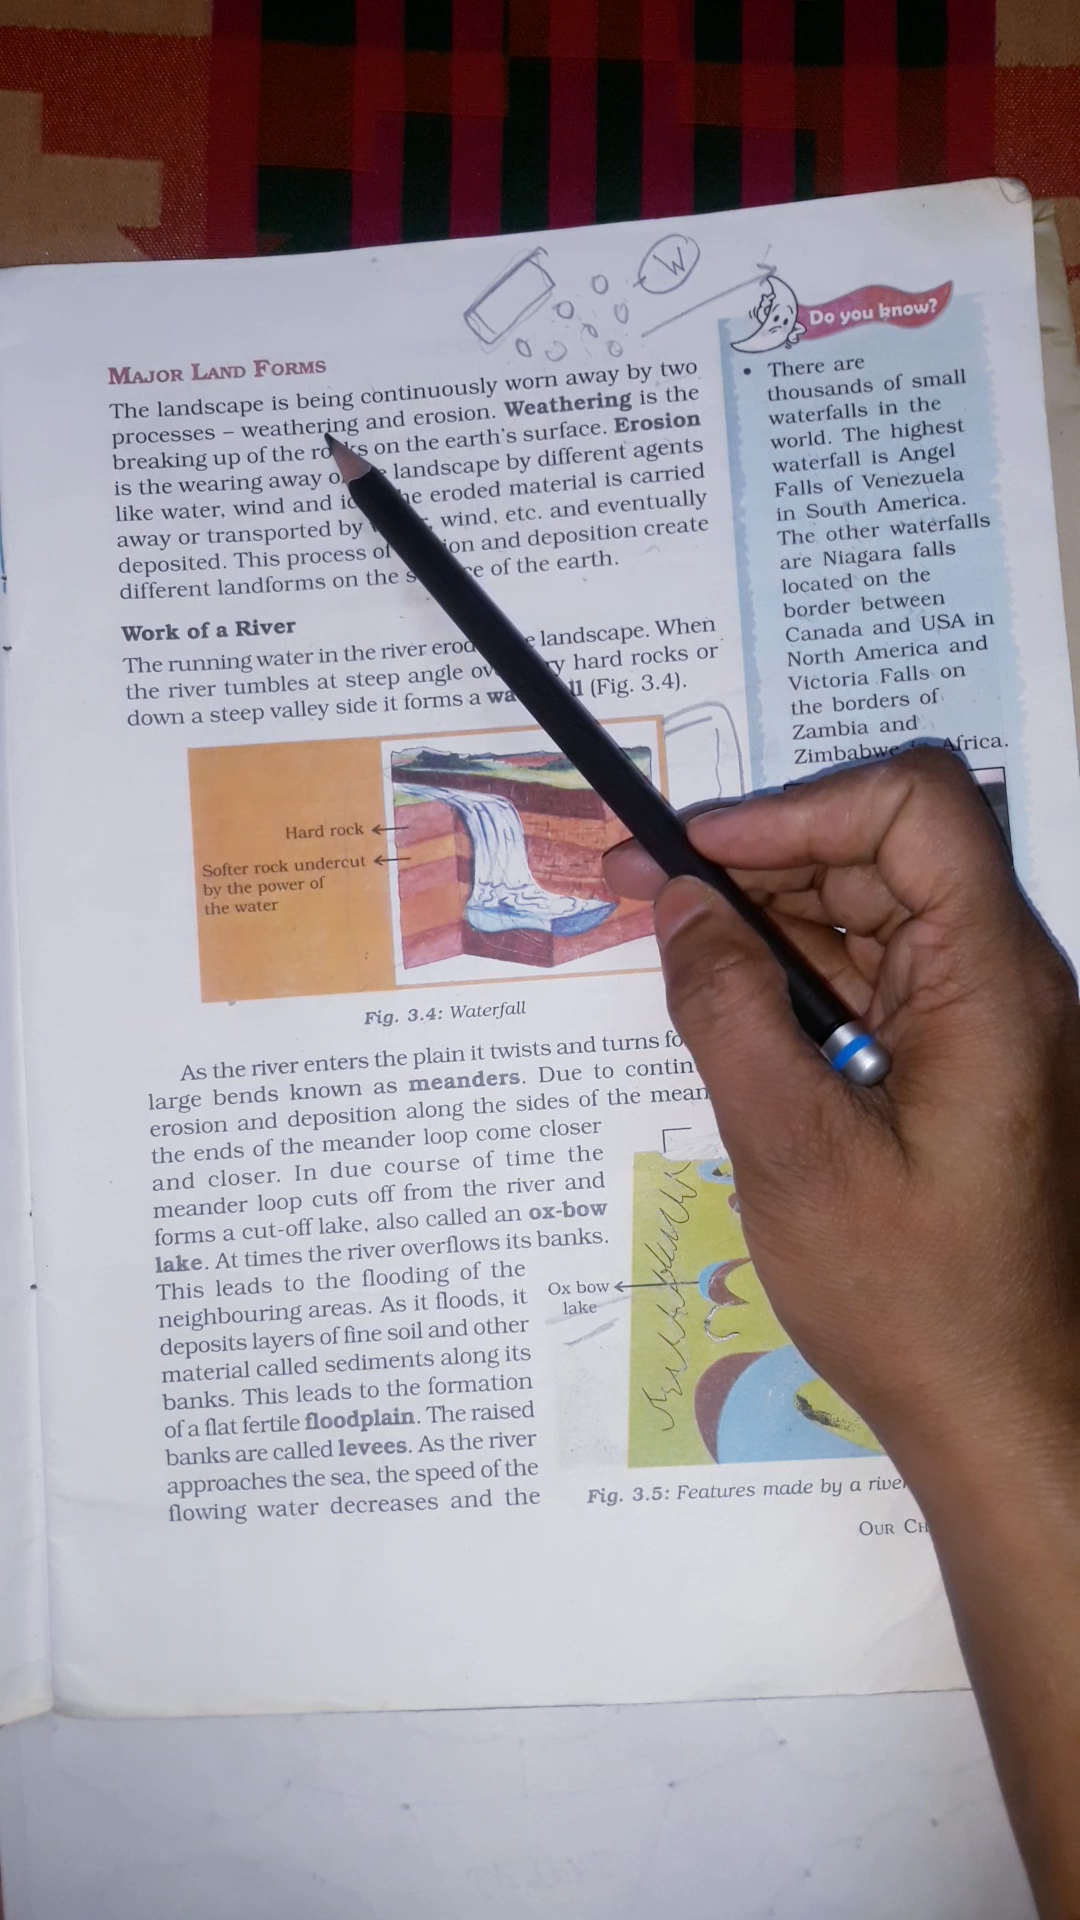 MAJOR LAND FORMS
The landscape is being continuously worn away by two
processes – weathering and erosion. Weathering is the
breaking up of the rocks on the earth's surface. Erosion
is the wearing away of landscape by different agents
like water, wind and he eroded material is carried
away or transported by wind, etc. and eventually
deposited. This process of ion and deposition create
different landforms on the s ce of the earth.
Work of a River
The running water in the river erod e landscape. When
the river tumbles at steep angle ov y hard rocks or
down a steep valley side it forms a wa ll (Fig. 3.4).
Hard rock
Softer rock undercut
by the power of
the water
Fig. 3.4: Waterfall
As the river enters the plain it twists and turns fo
large bends known as meanders. Due to contin
erosion and deposition along the sides of the mean
the ends of the meander loop come closer
and closer. In due course of time the
meander loop cuts off from the river and
forms a cut-off lake, also called an ox-bow
lake. At times the river overflows its banks.
This leads to the flooding of the
neighbouring areas. As it floods, it
deposits layers of fine soil and other
material called sediments along its
banks. This leads to the formation
of a flat fertile floodplain. The raised
banks are called levees. As the river
approaches the sea, the speed of the
flowing water decreases and the
Ox bow
lake
Fig. 3.5: Features made by a river
OUR CH
W
Do you know?
• There are
thousands of small
waterfalls in the
world. The highest
waterfall is Angel
Falls of Venezuela
in South America.
The other waterfalls
are Niagara falls
located on the
border between
Canada and USA in
North America and
Victoria Falls on
the borders of
Zambia and
Zimbabwe in Africa.